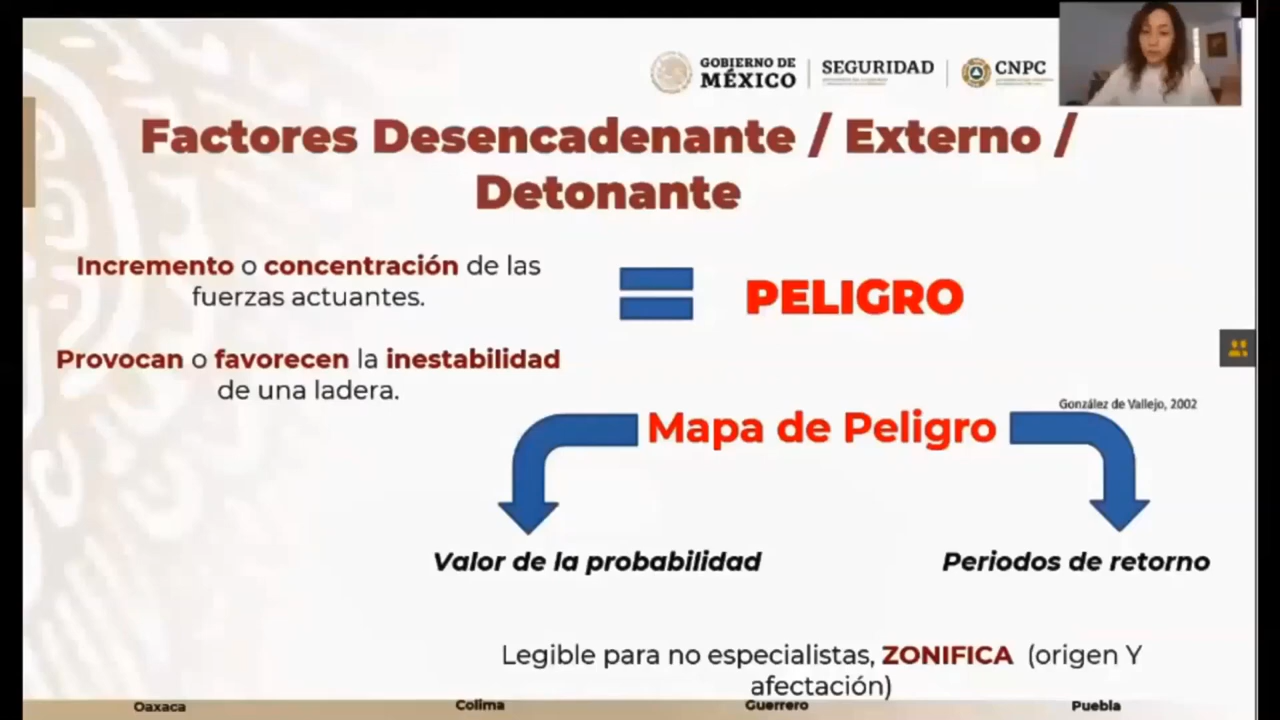 GOBIERNO DE
MÉXICO
SEGURIDAD
CNPC
Factores Desencadenante / Externo /
Detonante
Incremento o concentración de las
fuerzas actuantes.
PELIGRO
Provocan o favorecen la inestabilidad
de una ladera.
González de Vallejo, 2002
Mapa de Peligro
Valor de la probabilidad
Periodos de retorno
Legible para no especialistas, ZONIFICA (origen Y
afectación)
Oaxaca
Colima
Guerrero
Puebla